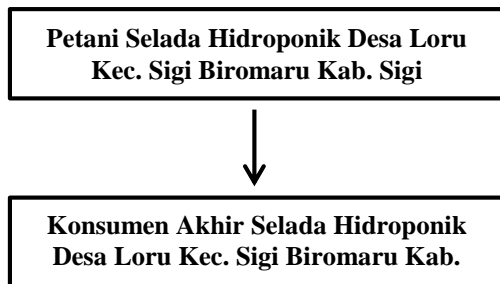 Petani Selada Hidroponik Desa Loru
Kec. Sigi Biromaru Kab. Sigi
Konsumen Akhir Selada Hidroponik
Desa Loru Kec. Sigi Biromaru Kab.